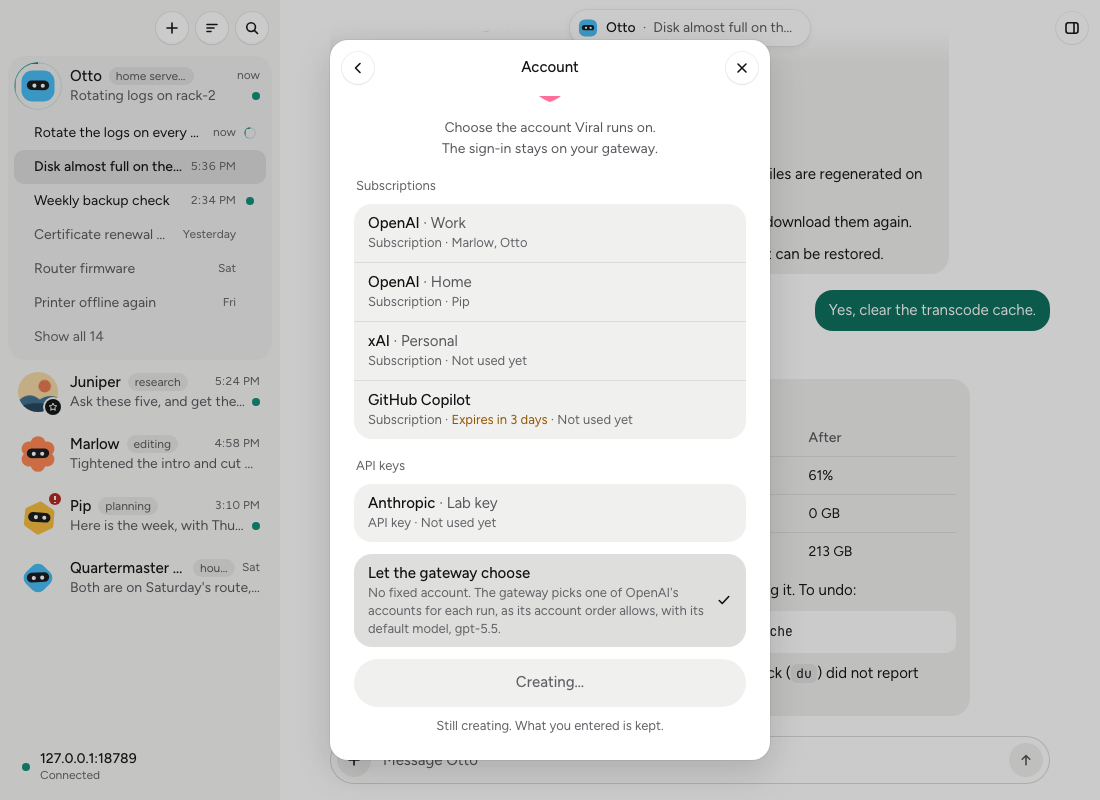 Otto home serve... now
Rotating logs on rack-2
Rotate the logs on every ... now
Disk almost full on the... 5:36 PM
Weekly backup check 2:34 PM
Certificate renewal ... Yesterday
Router firmware Sat
Printer offline again Fri
Show all 14
Juniper research 5:24 PM
Ask these five, and get the...
Marlow editing 4:58 PM
Tightened the intro and cut ...
Pip planning 3:10 PM
Here is the week, with Thu...
Quartermaster ... hou... Sat
Both are on Saturday's route,...
127.0.0.1:18789
Connected
Otto · Disk almost full on th...
Account
Choose the account Viral runs on.
The sign-in stays on your gateway.
Subscriptions
OpenAI · Work
Subscription · Marlow, Otto
OpenAI · Home
Subscription · Pip
xAI · Personal
Subscription · Not used yet
GitHub Copilot
Subscription · Expires in 3 days · Not used yet
API keys
Anthropic · Lab key
API key · Not used yet
Let the gateway choose
No fixed account. The gateway picks one of OpenAI's
accounts for each run, as its account order allows, with its
default model, gpt-5.5.
Creating...
Still creating. What you entered is kept.
are regenerated on
download them again.
can be restored.
Yes, clear the transcode cache.
After
61%
0 GB
213 GB
it. To undo:
(du) did not report
Message Otto